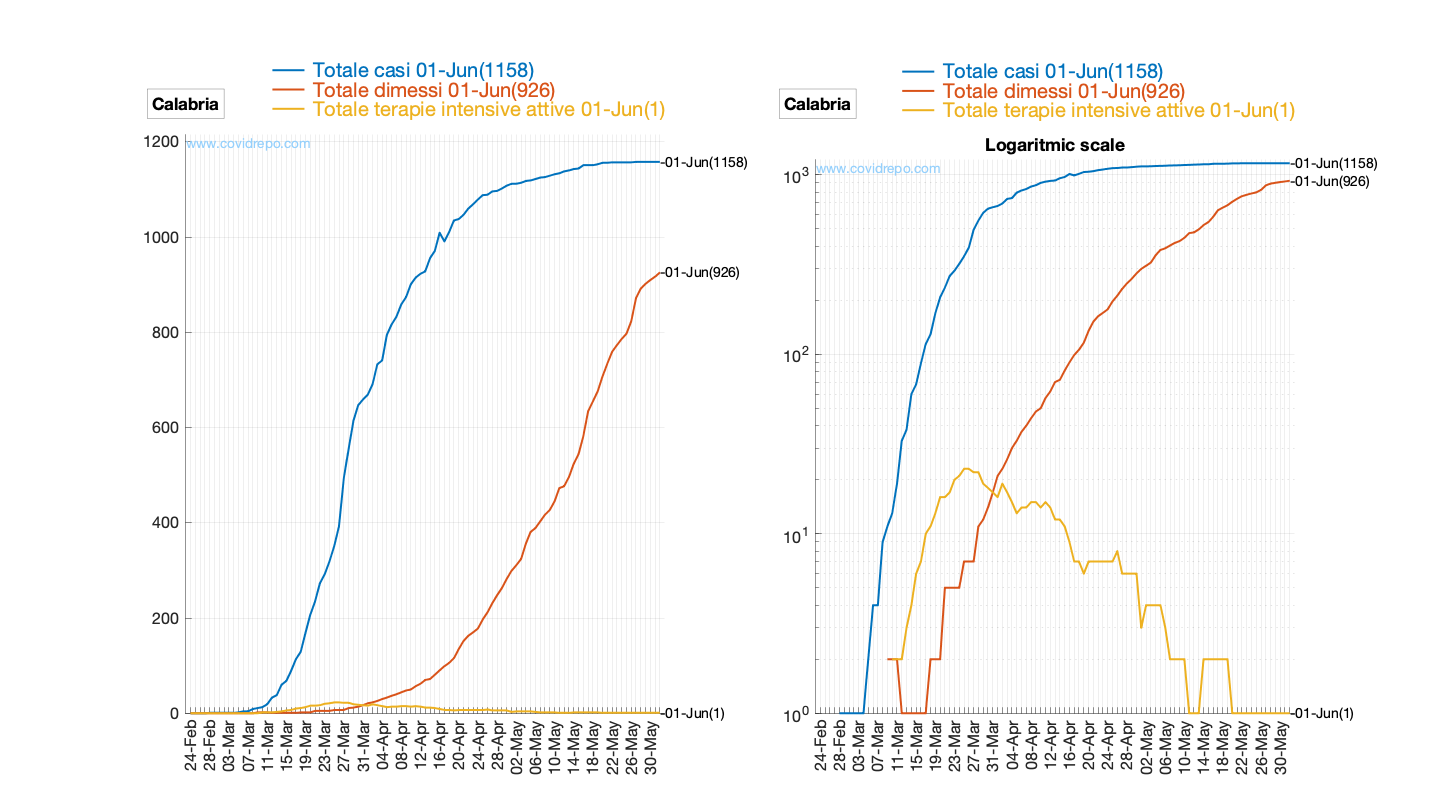 Totale casi 01-Jun(1158)
Totale dimessi 01-Jun(926)
Totale terapie intensive attive 01-Jun(1)
Calabria
www.covidrepo.com
1200
1000
800
600
400
200
0
01-Jun(1158)
01-Jun(926)
01-Jun(1)
24-Feb
28-Feb
03-Mar
07-Mar
11-Mar
15-Mar
19-Mar
23-Mar
27-Mar
31-Mar
04-Apr
08-Apr
12-Apr
16-Apr
20-Apr
24-Apr
28-Apr
02-May
06-May
10-May
14-May
18-May
22-May
26-May
30-May
Totale casi 01-Jun(1158)
Totale dimessi 01-Jun(926)
Totale terapie intensive attive 01-Jun(1)
Calabria
Logaritmic scale
www.covidrepo.com
10^3
10^2
10^1
10^0
01-Jun(1158)
01-Jun(926)
01-Jun(1)
24-Feb
28-Feb
03-Mar
07-Mar
11-Mar
15-Mar
19-Mar
23-Mar
27-Mar
31-Mar
04-Apr
08-Apr
12-Apr
16-Apr
20-Apr
24-Apr
28-Apr
02-May
06-May
10-May
14-May
18-May
22-May
26-May
30-May